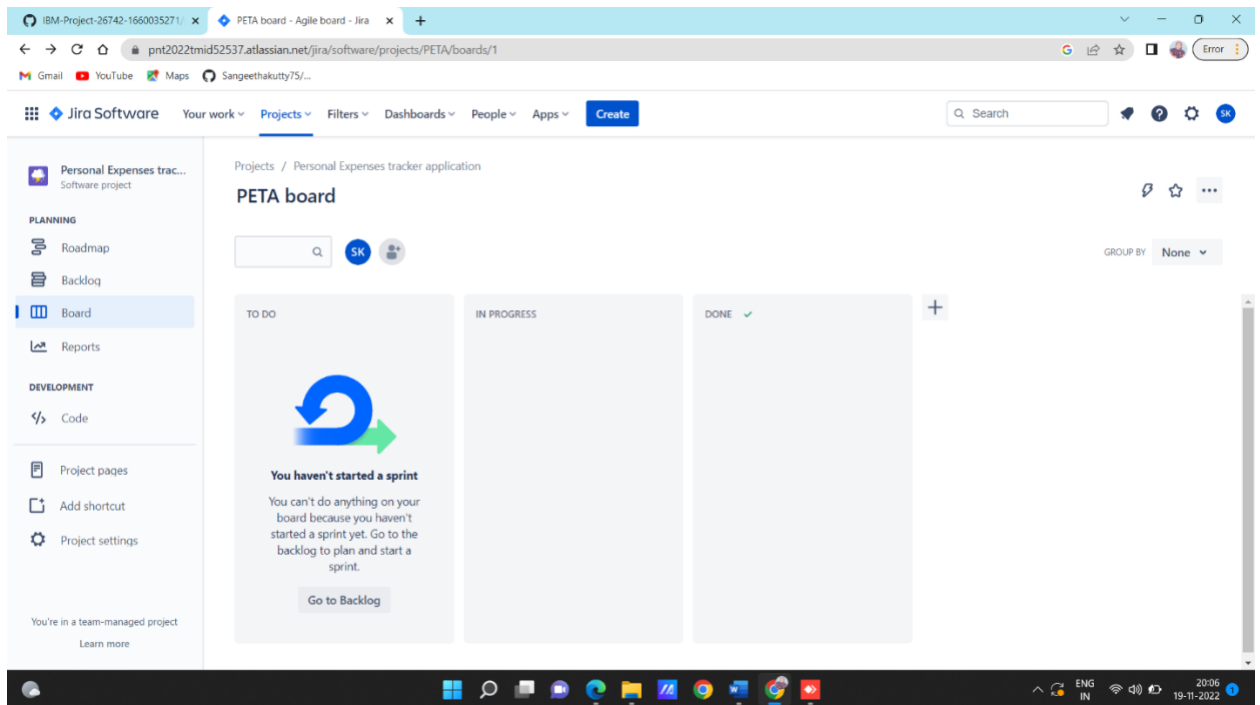 IBM-Project-26742-1660035271/
PETA board - Agile board - Jira
pnt2022tmid52537.atlassian.net/jira/software/projects/PETA/boards/1
G
Error
Gmail
YouTube
Maps
Sangeethakutty75/...
Jira Software
Your work
Projects
Filters
Dashboards
People
Apps
Create
Search
SK
Personal Expenses trac...
Software project
PLANNING
Roadmap
Backlog
Board
Reports
DEVELOPMENT
Code
Project pages
Add shortcut
Project settings
You're in a team-managed project
Learn more
Projects / Personal Expenses tracker application
PETA board
SK
GROUP BY
None
TO DO
IN PROGRESS
DONE
You haven't started a sprint
You can't do anything on your
board because you haven't
started a sprint yet. Go to the
backlog to plan and start a
sprint.
Go to Backlog
ENG
IN
20:06
19-11-2022
1